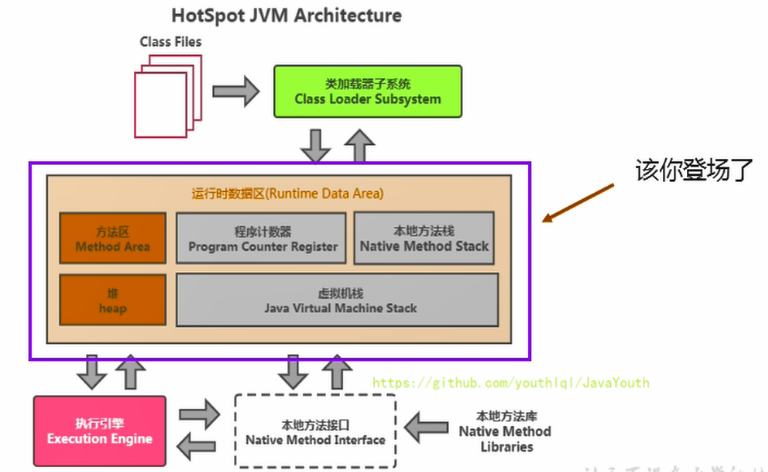 HotSpot JVM Architecture
Class Files
类加载器子系统
Class Loader Subsystem
该你登场了
运行时数据区(Runtime Data Area)
方法区
Method Area
程序计数器
Program Counter Register
本地方法栈
Native Method Stack
堆
heap
虚拟机栈
Java Virtual Machine Stack
https://github.com/youthlql/JavaYouth
执行引擎
Execution Engine
本地方法接口
Native Method Interface
本地方法库
Native Method
Libraries